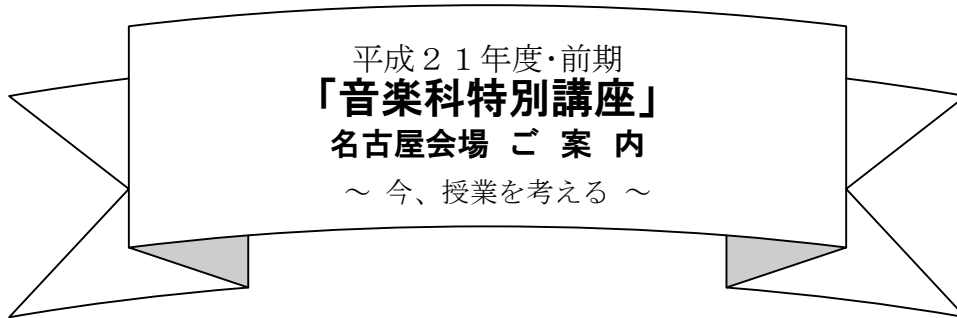 平成２１年度･前期
「音楽科特別講座」
名古屋会場 ご 案 内
～ 今、授業を考える ～